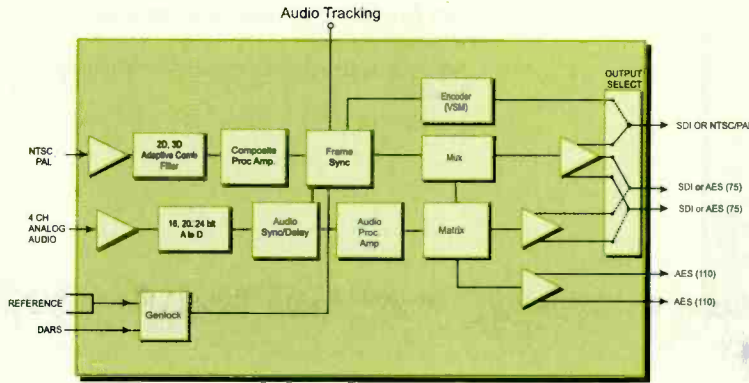 Audio Tracking
OUTPUT
SELECT
Encoder
(VSM)
SDI OR NTSC/PAL
NTSC
PAL
2D, 3D
Adaptive Comb
Filter
Composite
Proc Amp.
Frame
Sync
Mux
SDI or AES (75)
SDI or AES (75)
4 CH
ANALOG
AUDIO
16, 20, 24 bit
A to D
Audio
Sync/Delay
Audio
Proc
Amp
Matrix
AES (110)
AES (110)
REFERENCE
DARS
Genlock